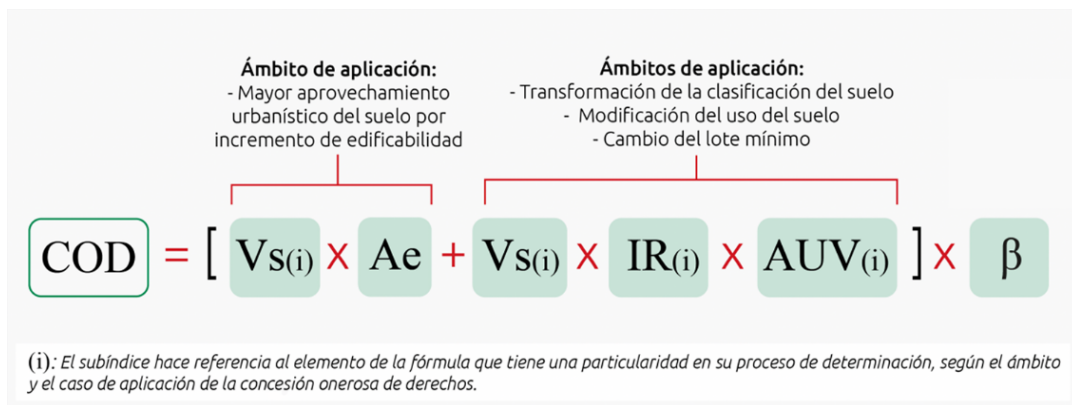 Ámbito de aplicación:
- Mayor aprovechamiento
urbanístico del suelo por
incremento de edificabilidad
Ámbitos de aplicación:
- Transformación de la clasificación del suelo
- Modificación del uso del suelo
- Cambio del lote mínimo
COD = [ Vs(i) X Ae + Vs(i) X IR(i) X AUV(i) ] X β
(i): El subíndice hace referencia al elemento de la fórmula que tiene una particularidad en su proceso de determinación, según el ámbito
y el caso de aplicación de la concesión onerosa de derechos.